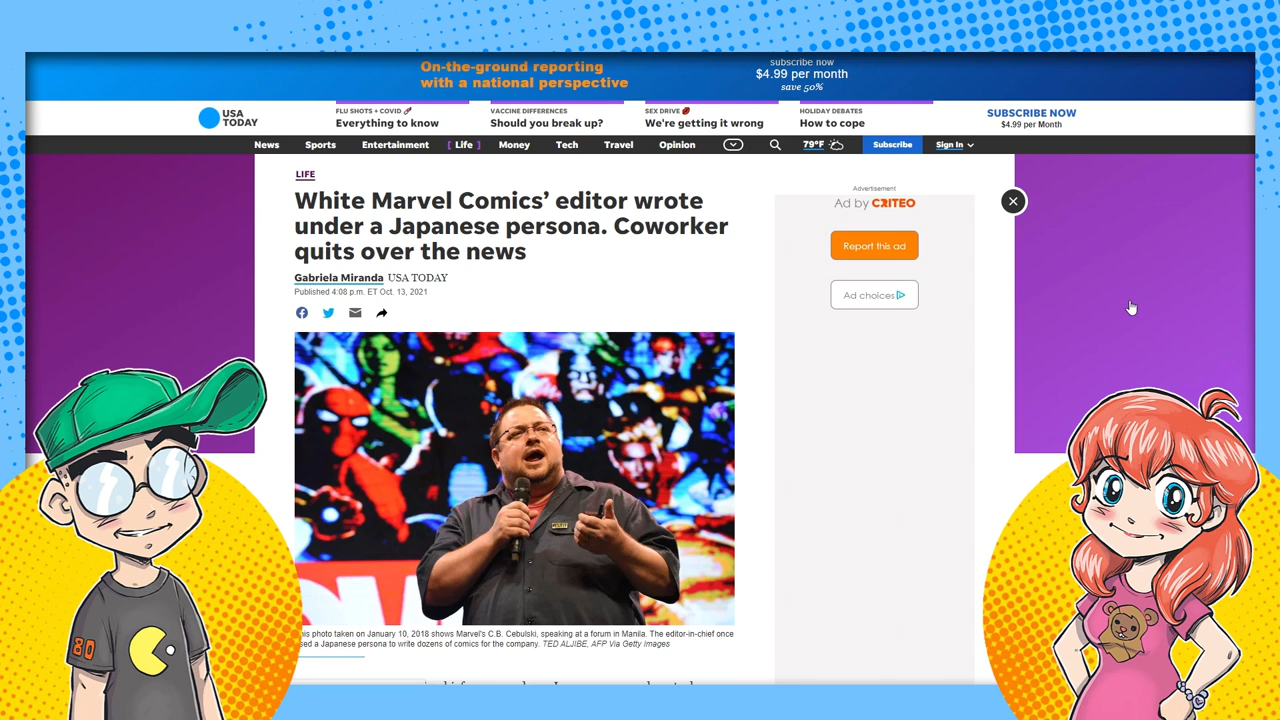 On-the-ground reporting
with a national perspective
subscribe now
$4.99 per month
save 50%
USA
TODAY
FLU SHOTS + COVID
Everything to know
VACCINE DIFFERENCES
Should you break up?
SEX DRIVE
We're getting it wrong
HOLIDAY DEBATES
How to cope
SUBSCRIBE NOW
$4.99 per Month
News
Sports
Entertainment
[ Life ]
Money
Tech
Travel
Opinion
79°F
Subscribe
Sign In
LIFE
White Marvel Comics’ editor wrote
under a Japanese persona. Coworker
quits over the news
Gabriela Miranda USA TODAY
Published 4:08 p.m. ET Oct. 13, 2021
Advertisement
Ad by CRITEO
Report this ad
Ad choices
his photo taken on January 10, 2018 shows Marvel's C.B. Cebulski, speaking at a forum in Manila. The editor-in-chief once
sed a Japanese persona to write dozens of comics for the company. TED ALJIBE, AFP Via Getty Images
80